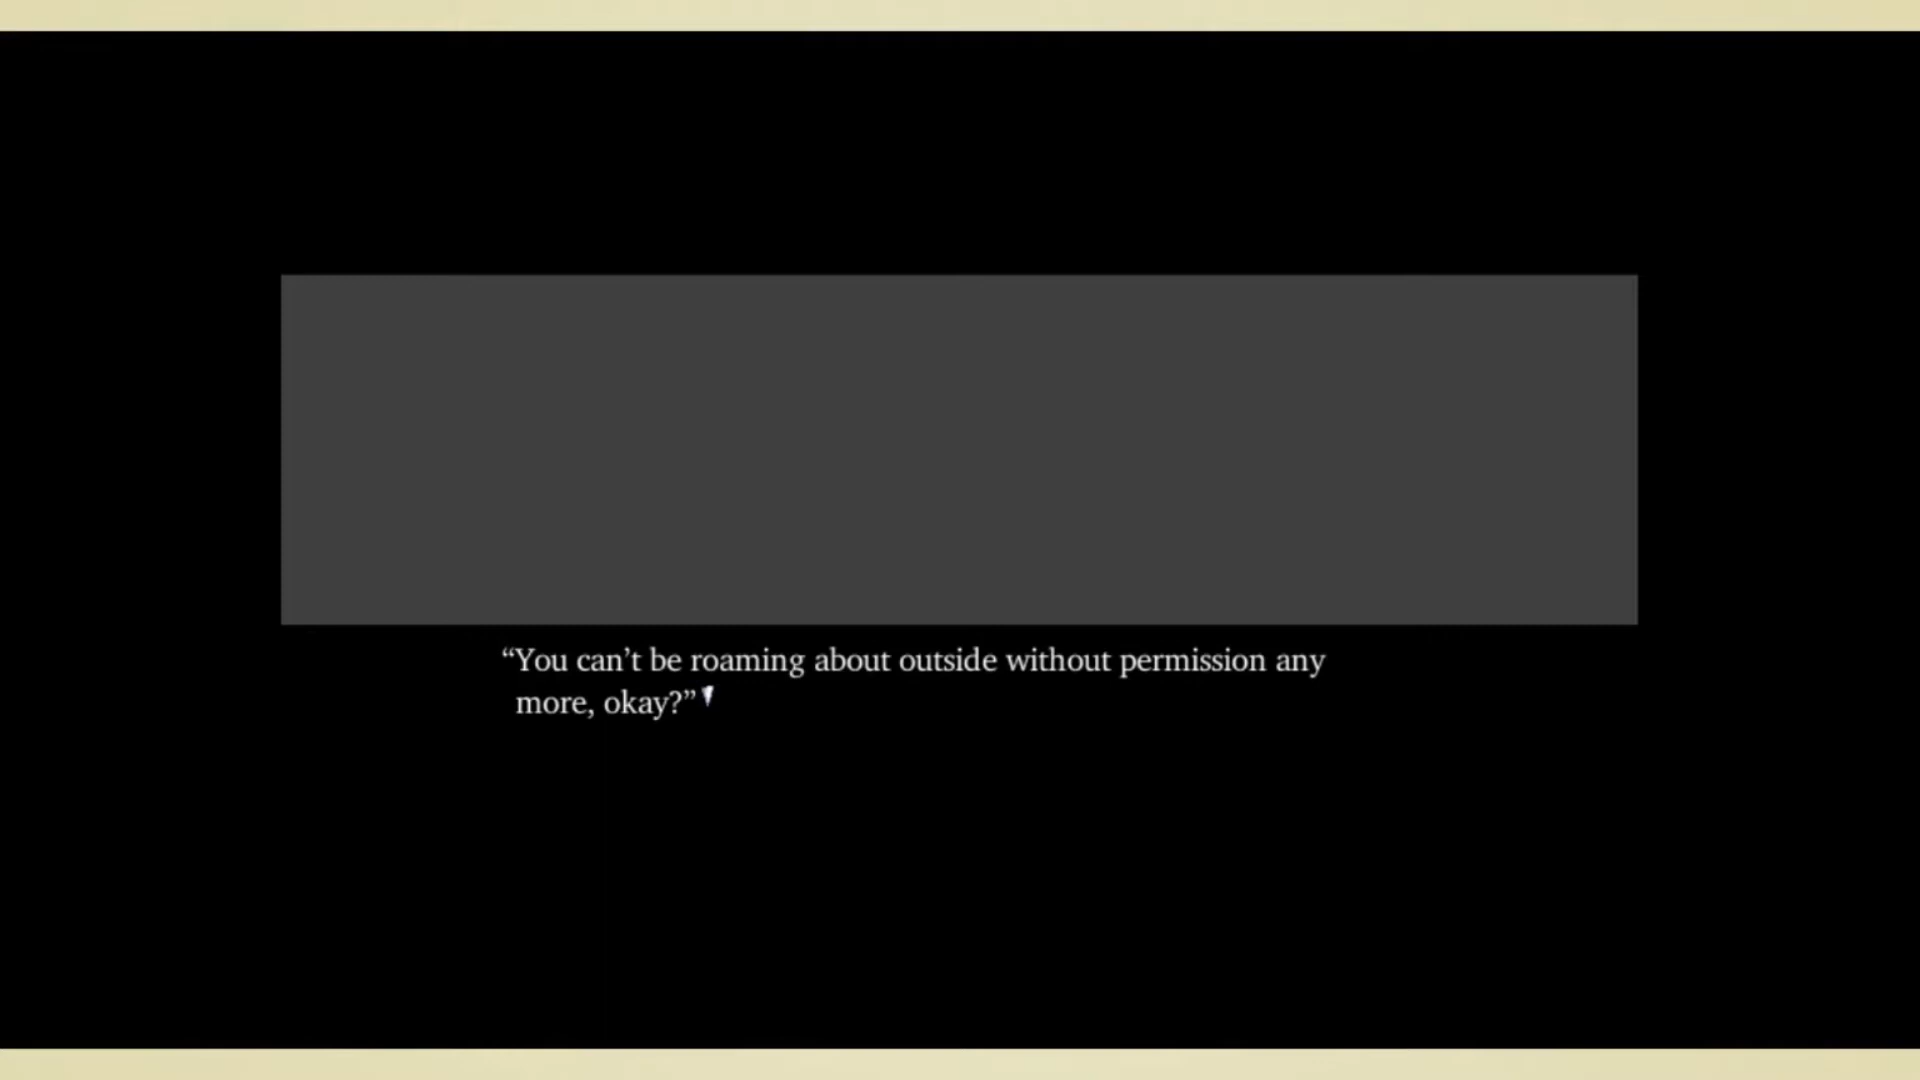 “You can’t be roaming about outside without permission any
more, okay?”